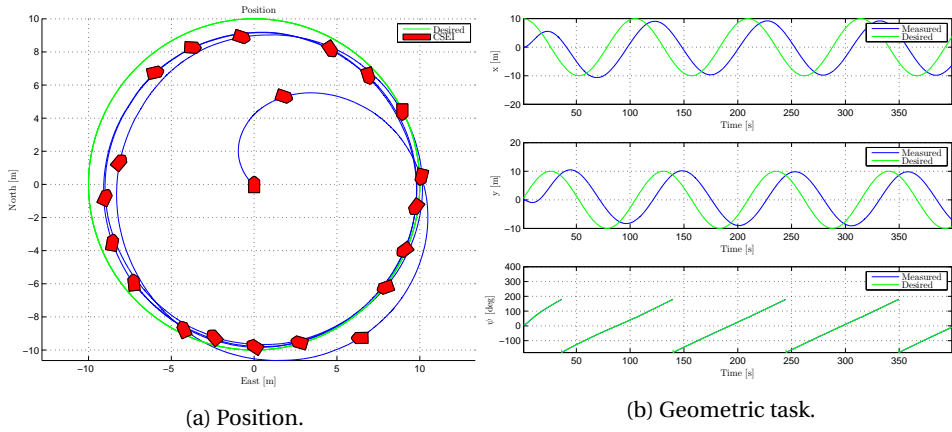 Position
Desired
CSEI
10
8
6
4
2
0
−2
−4
−6
−8
−10
North [m]
−10 −5 0 5 10
East [m]
(a) Position.
10
0
−10
−20
x [m]
Measured
Desired
50 100 150 200 250 300 350
Time [s]
20
10
0
−10
y [m]
Measured
Desired
50 100 150 200 250 300 350
Time [s]
400
300
200
100
0
−100
ψ [deg]
Measured
Desired
50 100 150 200 250 300 350
Time [s]
(b) Geometric task.